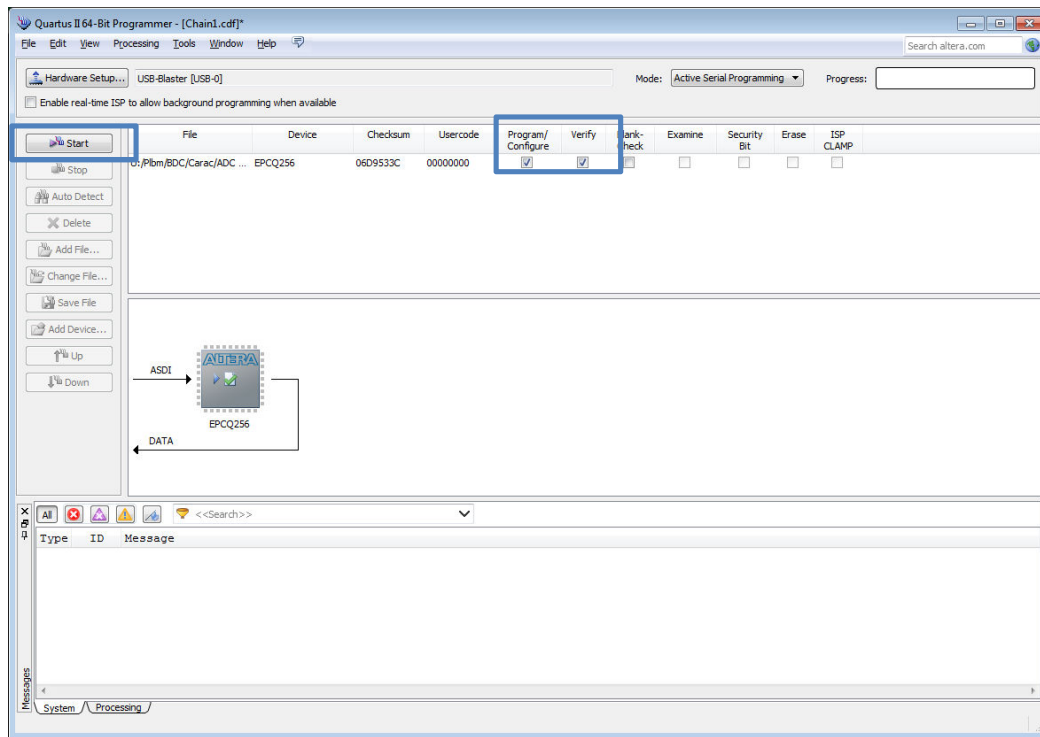 Quartus II 64-Bit Programmer - [Chain1.cdf]*
File Edit View Processing Tools Window Help
Search altera.com
Hardware Setup... USB-Blaster [USB-0] Mode: Active Serial Programming Progress:
Enable real-time ISP to allow background programming when available
Start
Stop
Auto Detect
Delete
Add File...
Change File...
Save File
Add Device...
Up
Down
File Device Checksum Usercode Program/ Verify Examine Security Erase ISP
Configure Bit CLAMP
:/Plbm/BDC/Carac/ADC ... EPCQ256 06D9533C 00000000
ASDI
ALTERA
EPCQ256
DATA
All <<Search>>
Type ID Message
Messages
System Processing